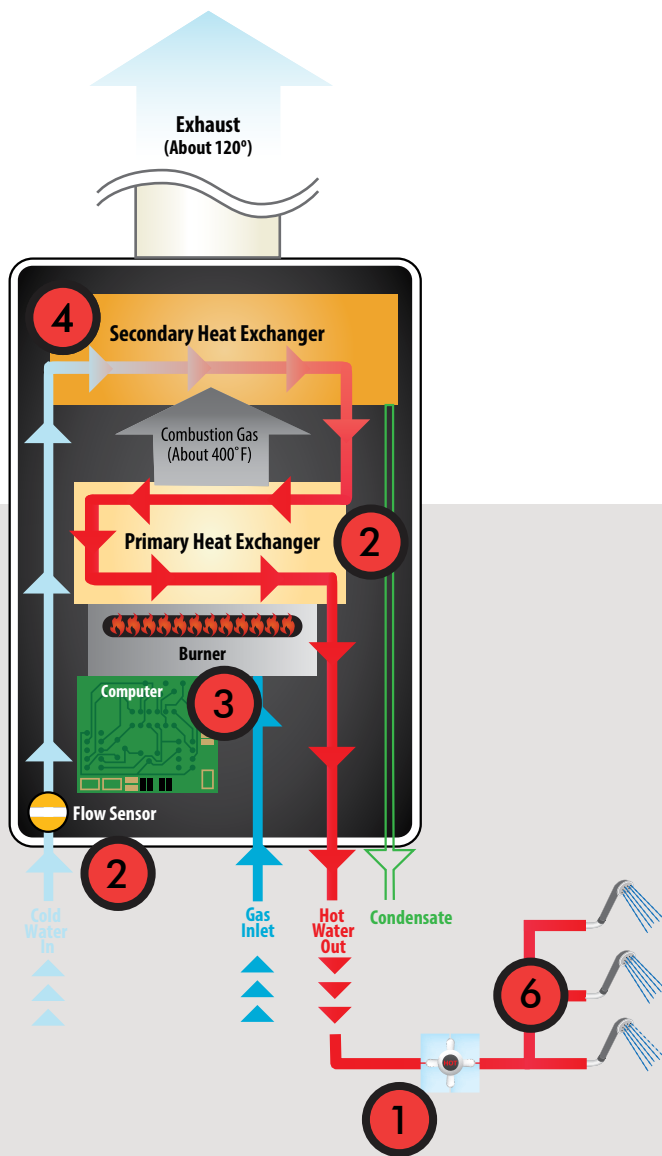 Exhaust
(About 120°)
4
Secondary Heat Exchanger
Combustion Gas
(About 400°F)
Primary Heat Exchanger
2
Burner
Computer
3
Flow Sensor
2
Cold
Water
In
Gas
Inlet
Hot
Water
Out
Condensate
6
1